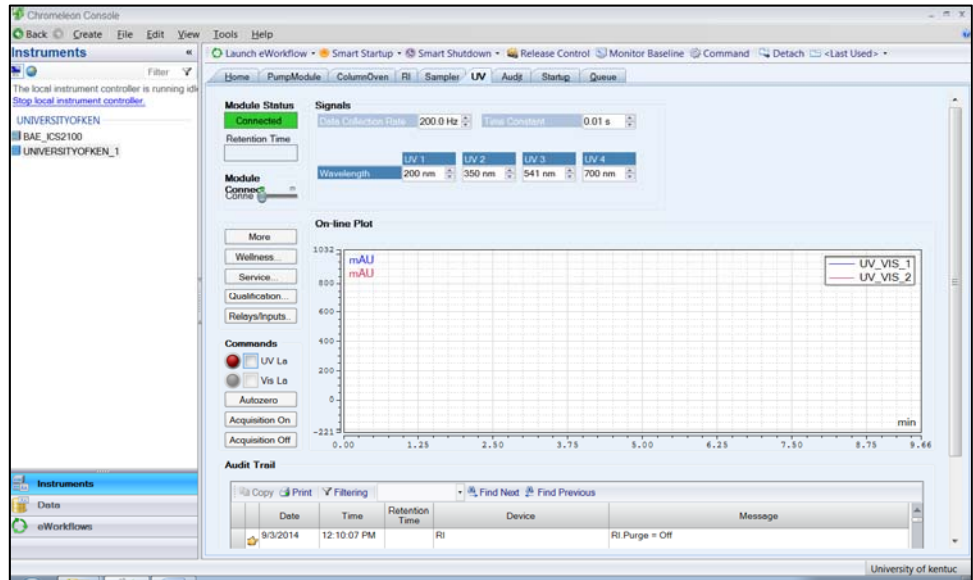 Chromeleon Console
Back Create File Edit View Tools Help
Instruments «
Launch eWorkflow Smart Startup Smart Shutdown Release Control Monitor Baseline Command Detach <Last Used>
Filter
The local instrument controller is running idle
Stop local instrument controller.
UNIVERSITYOFKEN
BAE_ICS2100
UNIVERSITYOFKEN_1
Home PumpModule ColumnOven RI Sampler UV Audit Startup Queue
Module Status
Connected
Retention Time
Module
Connect
Conne
Signals
Data Collection Rate 200.0 Hz Time Constant 0.01 s
UV 1 UV 2 UV 3 UV 4
Wavelength 200 nm 350 nm 541 nm 700 nm
More
Wellness...
Service...
Qualification...
Relays/Inputs..
Commands
UV La
Vis La
Autozero
Acquisition On
Acquisition Off
On-line Plot
mAU
mAU
UV_VIS_1
UV_VIS_2
1032
800
600
400
200
0
-221
min
0.00 1.25 2.50 3.75 5.00 6.25 7.50 8.75 9.66
Audit Trail
Copy Print Filtering Find Next Find Previous
Date Time Retention Time Device Message
9/3/2014 12:10:07 PM RI RI.Purge = Off
Instruments
Data
eWorkflows
University of kentuc